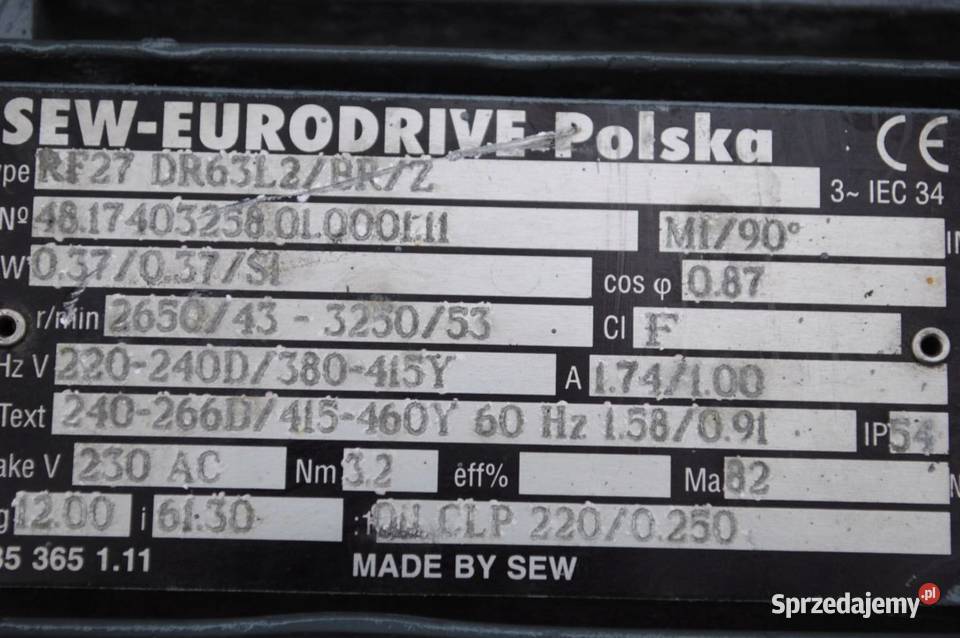 SEW-EURODRIVE Polska CE
ype RF27 DR63L2/BR/Z 3~ IEC 34
Nº 48.17403258.01.0001.11 M1/90° IM
W 0.37/0.37/S1 cos φ 0.87
r/min 2650/43 - 3250/53 Cl F
Hz V 220-240D/380-415Y A 1.74/1.00
Text 240-266D/415-460Y 60 Hz 1.58/0.91 IP 54
ake V 230 AC Nm 3.2 eff% Ma 82 N
g 12.00 i 61.30 CLP 220/0.250
85 365 1.11 MADE BY SEW
Sprzedajemy.pl